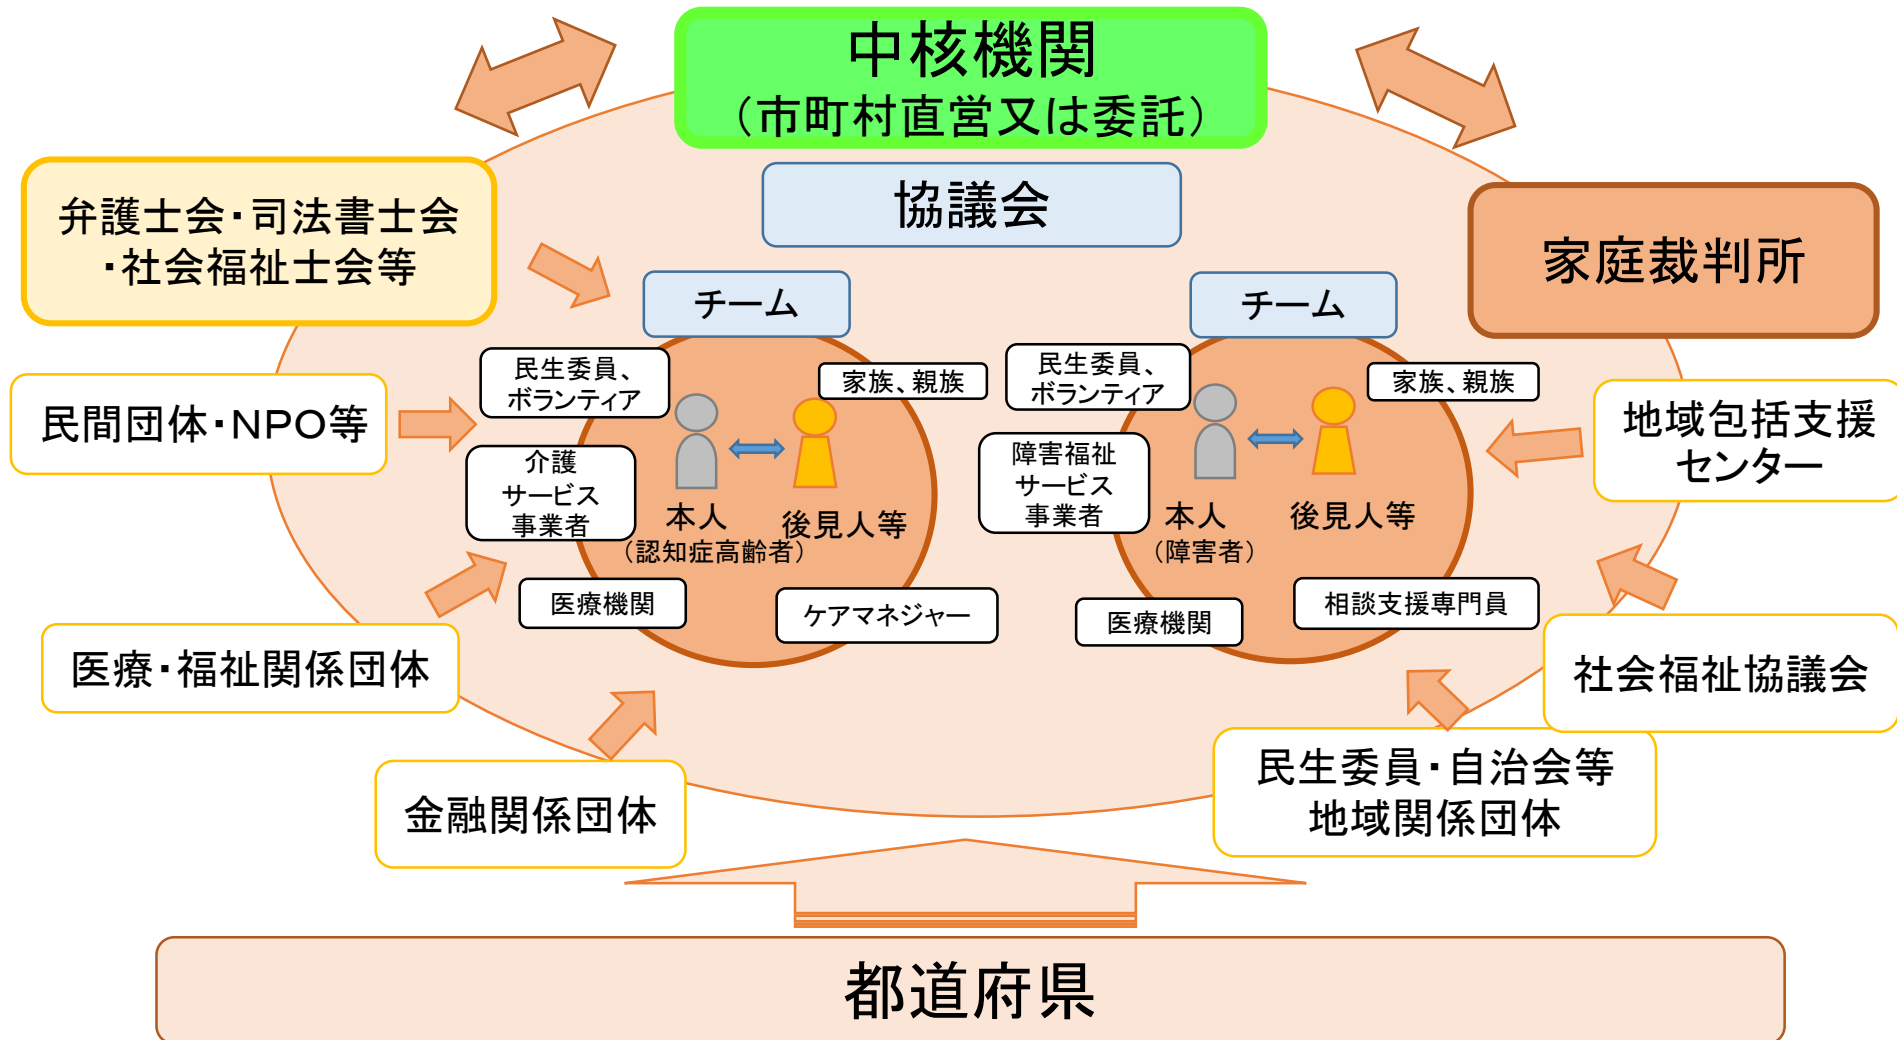 中核機関
（市町村直営又は委託）
協議会
弁護士会・司法書士会
・社会福祉士会等
家庭裁判所
チーム
民生委員、
ボランティア
家族、親族
介護
サービス
事業者
本人
（認知症高齢者）
後見人等
医療機関
ケアマネジャー
チーム
民生委員、
ボランティア
家族、親族
障害福祉
サービス
事業者
本人
（障害者）
後見人等
医療機関
相談支援専門員
民間団体・NPO等
地域包括支援
センター
医療・福祉関係団体
社会福祉協議会
金融関係団体
民生委員・自治会等
地域関係団体
都道府県